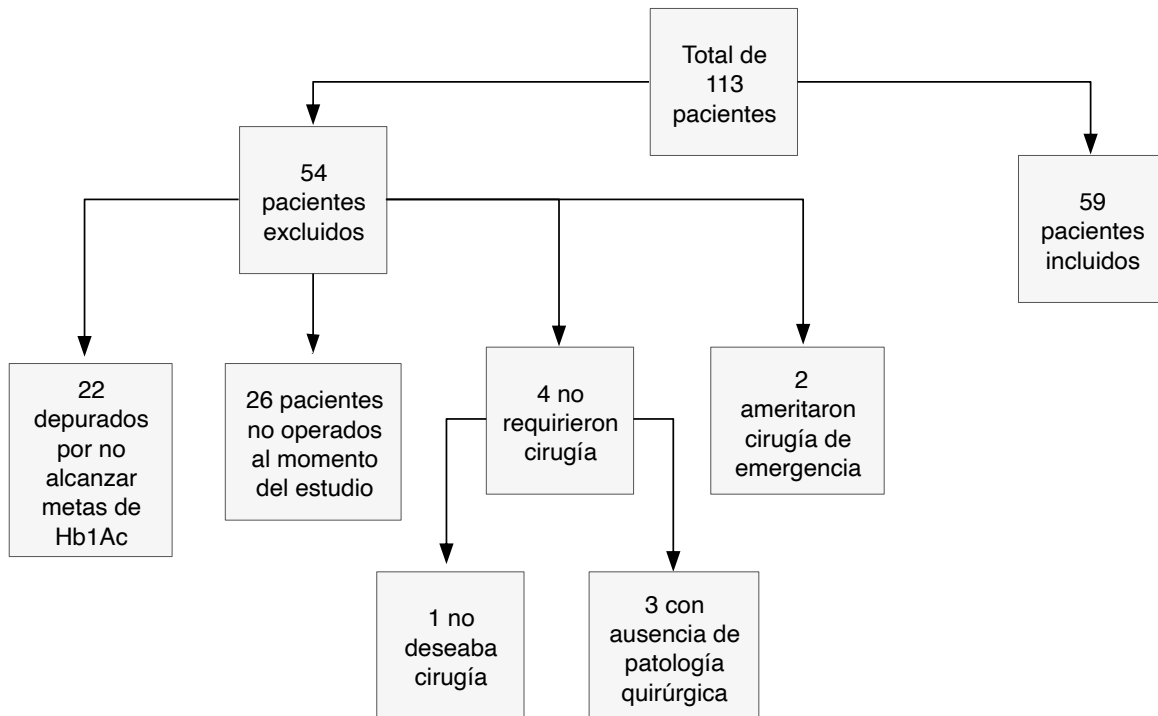 Total de
113
pacientes
54
pacientes
excluidos
59
pacientes
incluidos
22
depurados
por no
alcanzar
metas de
Hb1Ac
26 pacientes
no operados
al momento
del estudio
4 no
requirieron
cirugía
2
ameritaron
cirugía de
emergencia
1 no
deseaba
cirugía
3 con
ausencia de
patología
quirúrgica